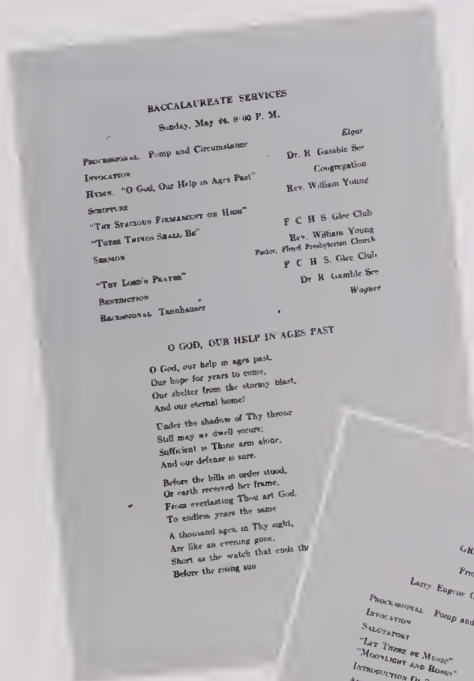 BACCALAUREATE SERVICES
Sunday, May 8:00 P. M.
PROCESSIONAL Pomp and Circumstance Elgar
INVOCATION Dr. R Gamble See
HYMN, "O God, Our Help in Ages Past" Congregation
SCRIPTURE Rev. William Young
"THE SPACIOUS FIRMAMENT ON HIGH"
"THESE THINGS SHALL BE" F C H S Glee Club
SERMON Rev. William Young
Pastor, Floyd Presbyterian Church
"THE LORD'S PRAYER" F C H S. Glee Club
BENEDICTION Dr R Gamble See
RECESSIONAL Tannhauser Wagner
O GOD, OUR HELP IN AGES PAST
O God, our help in ages past,
Our hope for years to come,
Our shelter from the stormy blast,
And our eternal home!
Under the shadow of Thy throne
Still may we dwell secure;
Sufficient is Thine arm alone,
And our defense is sure.
Before the hills in order stood,
Or earth received her frame,
From everlasting Thou art God,
To endless years the same
A thousand ages, in Thy sight,
Are like an evening gone,
Short as the watch that ends th
Before the rising sun
GR
Larry Eugene
PROCESSIONAL Pomp and
INVOCATION
SALUTATORY
"LET THERE BE MUSIC"
"MOONLIGHT AND ROSES"
INTRODUCTION OF